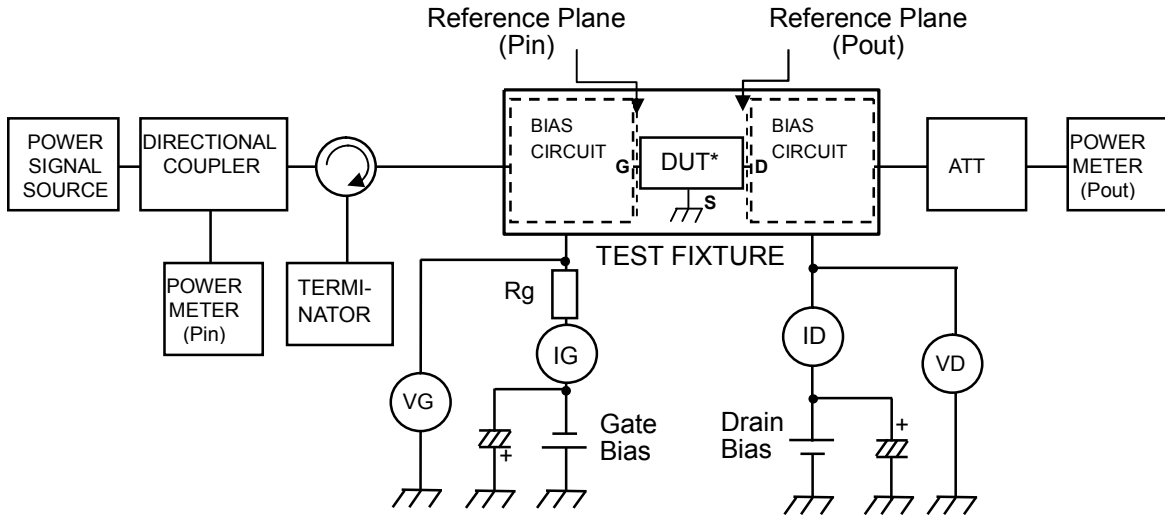 Reference Plane
(Pin)
Reference Plane
(Pout)
POWER
SIGNAL
SOURCE
DIRECTIONAL
COUPLER
BIAS
CIRCUIT
G
DUT*
S
D
BIAS
CIRCUIT
ATT
POWER
METER
(Pout)
POWER
METER
(Pin)
TERMI-
NATOR
TEST FIXTURE
Rg
IG
VG
+
Gate
Bias
ID
VD
Drain
Bias
+